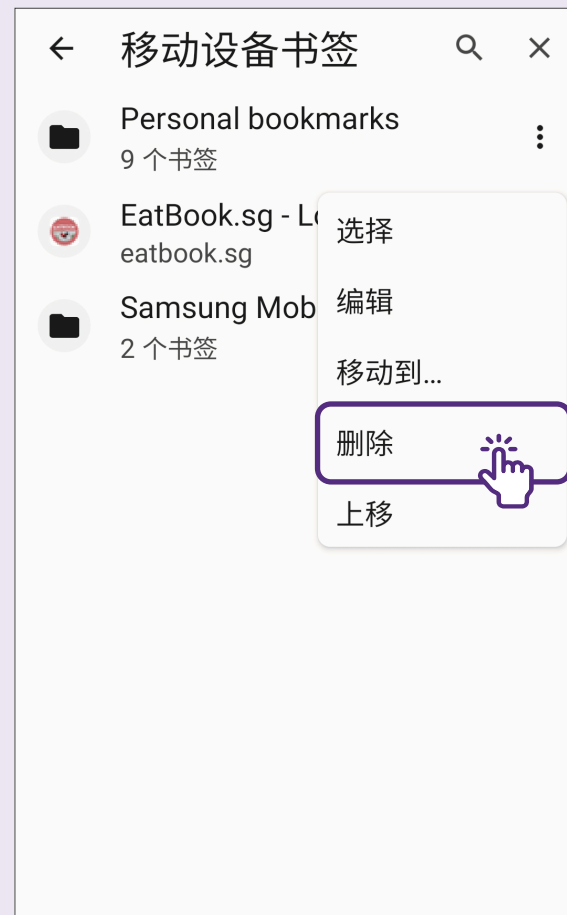 移动设备书签
Personal bookmarks
9 个书签
EatBook.sg - Lo
eatbook.sg
Samsung Mob
2 个书签
选择
编辑
移动到...
删除
上移